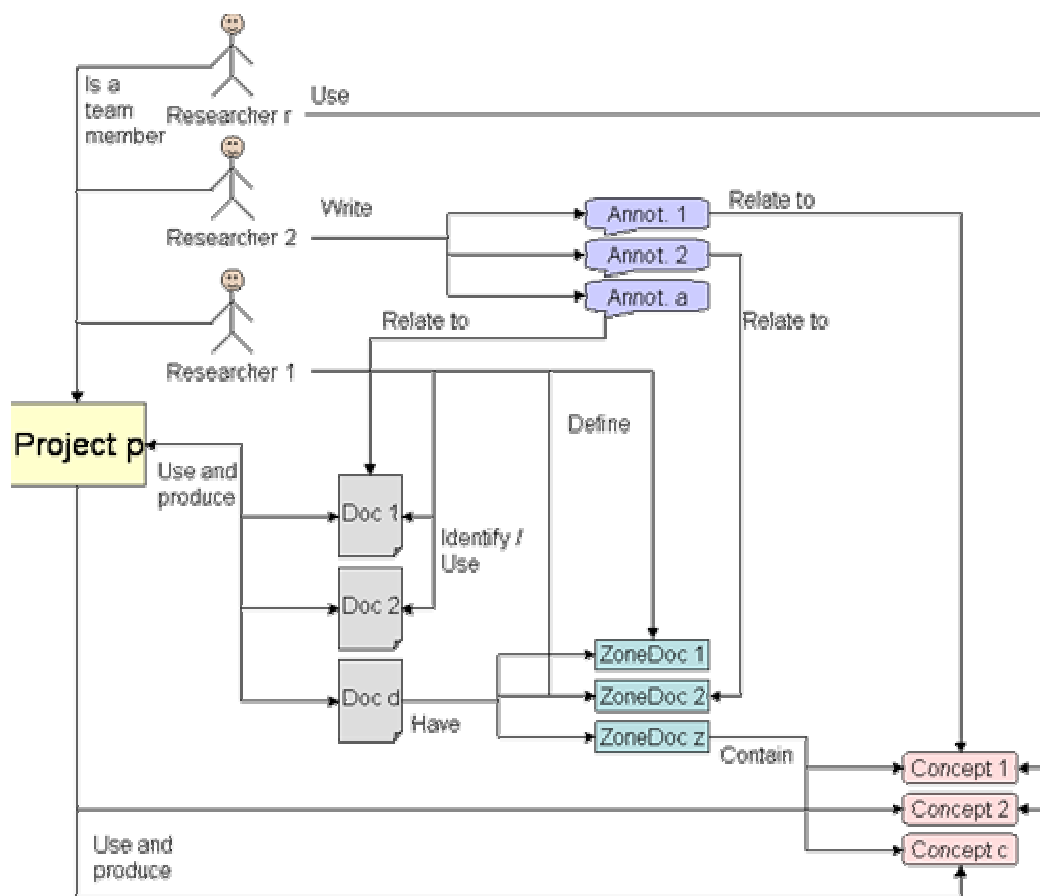 Is a
team
member
Researcher r
Use
Researcher 2
Write
Annot. 1
Relate to
Annot. 2
Annot. a
Relate to
Relate to
Researcher 1
Define
Project p
Use and
produce
Doc 1
Identify /
Use
Doc 2
ZoneDoc 1
Doc d
Have
ZoneDoc 2
ZoneDoc z
Contain
Concept 1
Concept 2
Concept c
Use and
produce